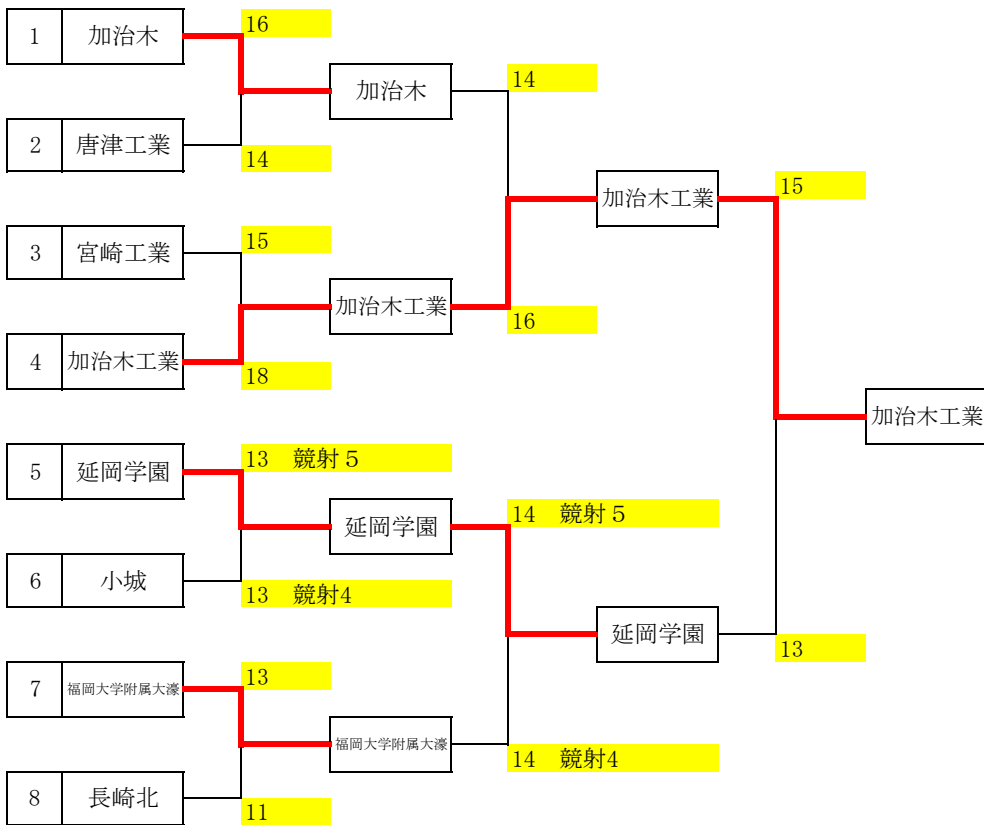 16
1 加治木
加治木
14
2 唐津工業
14
加治木工業
15
3 宮崎工業
15
加治木工業
16
4 加治木工業
18
加治木工業
5 延岡学園
13 競射５
延岡学園
14 競射５
6 小城
13 競射4
延岡学園
13
7 福岡大学附属大濠
13
福岡大学附属大濠
14 競射4
8 長崎北
11